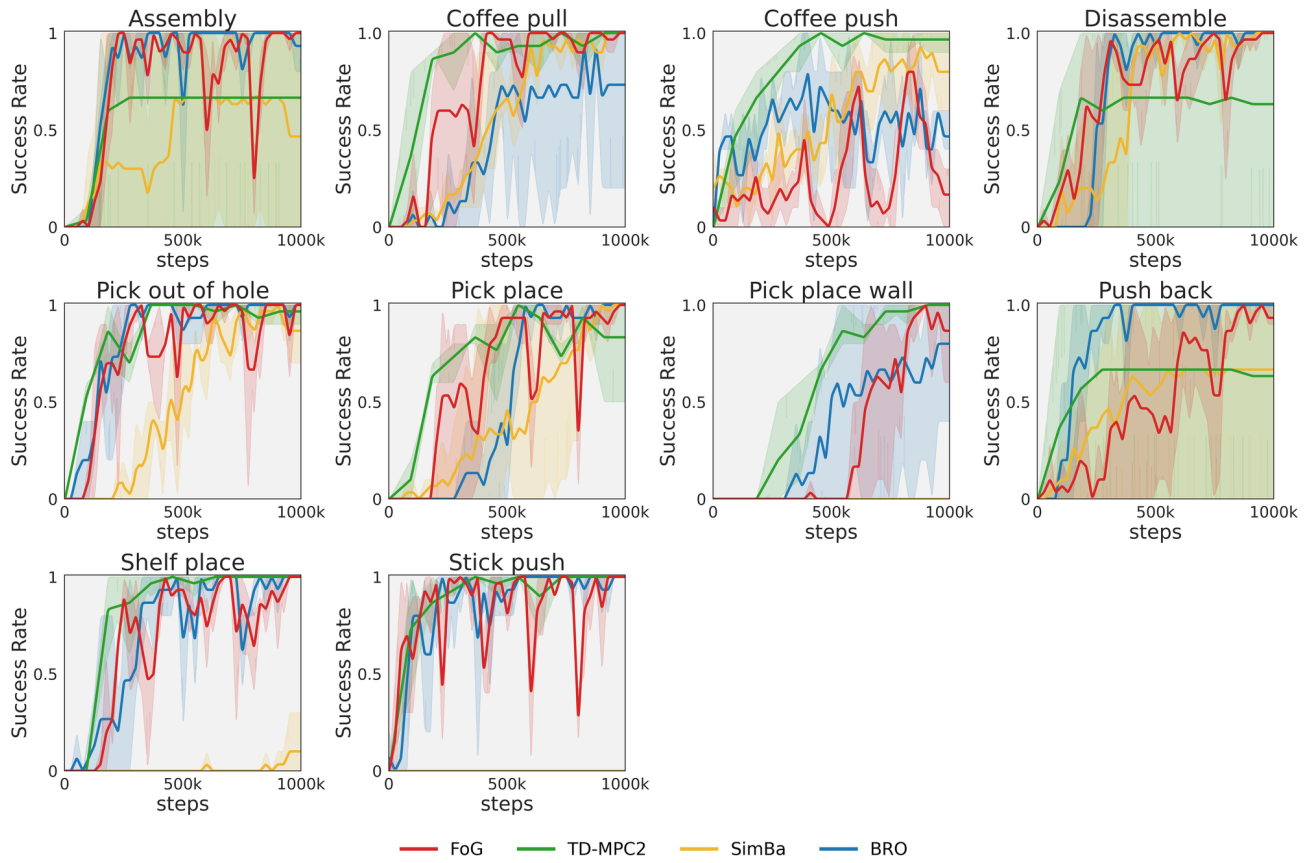 Assembly
Coffee pull
Coffee push
Disassemble
Success Rate
1
0.5
0
0
500k
1000k
steps
Success Rate
1
0.5
0
0
500k
1000k
steps
Success Rate
1.0
0.5
0
0
500k
1000k
steps
Success Rate
1.0
0.5
0
0
500k
1000k
steps
Pick out of hole
Pick place
Pick place wall
Push back
Success Rate
1
0.5
0
0
500k
1000k
steps
Success Rate
1
0.5
0
0
500k
1000k
steps
Success Rate
1.0
0.5
0
0
500k
1000k
steps
Success Rate
1.0
0.5
0
0
500k
1000k
steps
Shelf place
Stick push
Success Rate
1
0.5
0
0
500k
1000k
steps
Success Rate
1
0.5
0
0
500k
1000k
steps
FoG TD-MPC2 SimBa BRO